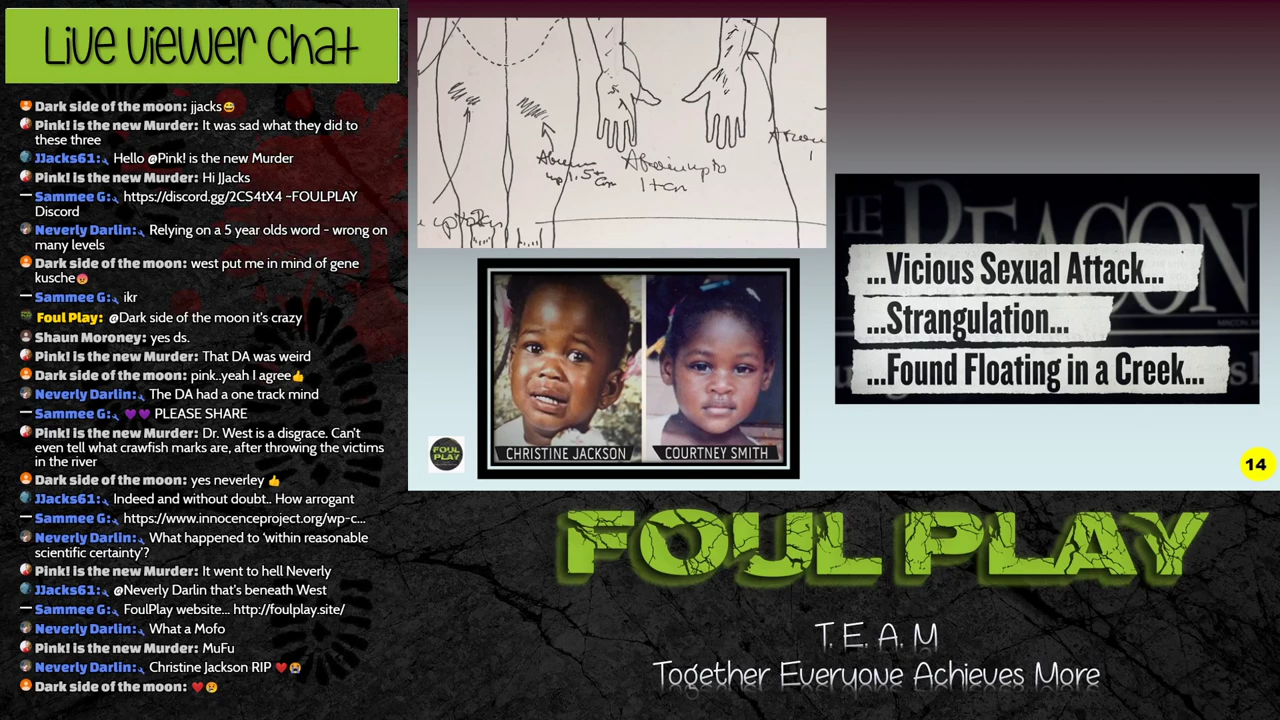 Live viewer chat
Dark side of the moon: jjacks😄
Pink! is the new Murder: It was sad what they did to
these three
JJacks61: Hello @Pink! is the new Murder
Pink! is the new Murder: Hi JJacks
Sammee G: https://discord.gg/2CS4tX4 ~FOULPLAY
Discord
Neverly Darlin: Relying on a 5 year olds word - wrong on
many levels
Dark side of the moon: west put me in mind of gene
kusche😡
Sammee G: ikr
Foul Play: @Dark side of the moon it's crazy
Shaun Moroney: yes ds.
Pink! is the new Murder: That DA was weird
Dark side of the moon: pink..yeah I agree👍
Neverly Darlin: The DA had a one track mind
Sammee G: 💜💜 PLEASE SHARE
Pink! is the new Murder: Dr. West is a disgrace. Can't
even tell what crawfish marks are, after throwing the victims
in the river
Dark side of the moon: yes neverley 👍
JJacks61: Indeed and without doubt.. How arrogant
Sammee G: https://www.innocenceproject.org/wp-c...
Neverly Darlin: What happened to 'within reasonable
scientific certainty'?
Pink! is the new Murder: It went to hell Neverly
JJacks61: @Neverly Darlin that's beneath West
Sammee G: FoulPlay website... http://foulplay.site/
Neverly Darlin: What a Mofo
Pink! is the new Murder: MuFu
Neverly Darlin: Christine Jackson RIP ❤️😭
Dark side of the moon: ❤️😢
up to
1+cm
1.5+
cm
CHRISTINE JACKSON
COURTNEY SMITH
FOUL
PLAY
BEACON
...Vicious Sexual Attack...
...Strangulation...
...Found Floating in a Creek...
14
FOUL PLAY
T. E. A. M
Together Everyone Achieves More